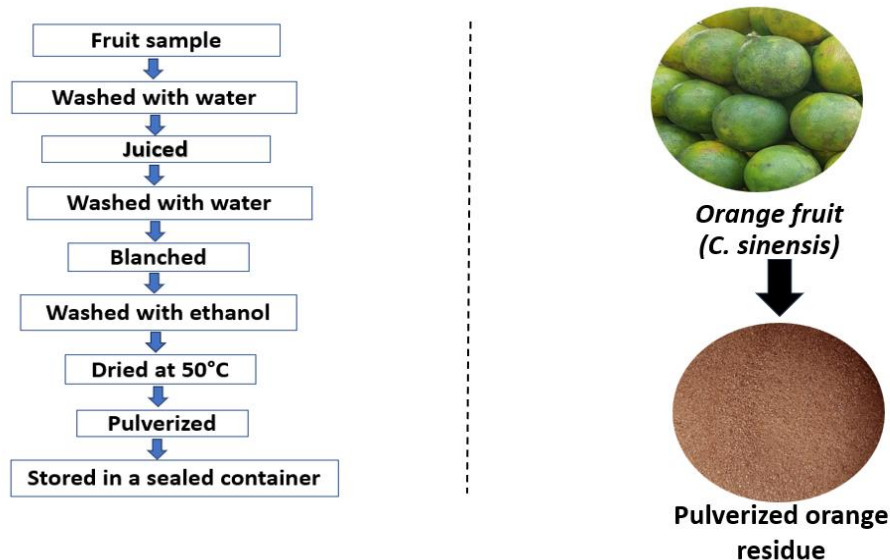 Fruit sample
Washed with water
Juiced
Washed with water
Blanched
Washed with ethanol
Dried at 50°C
Pulverized
Stored in a sealed container
Orange fruit
(C. sinensis)
Pulverized orange
residue